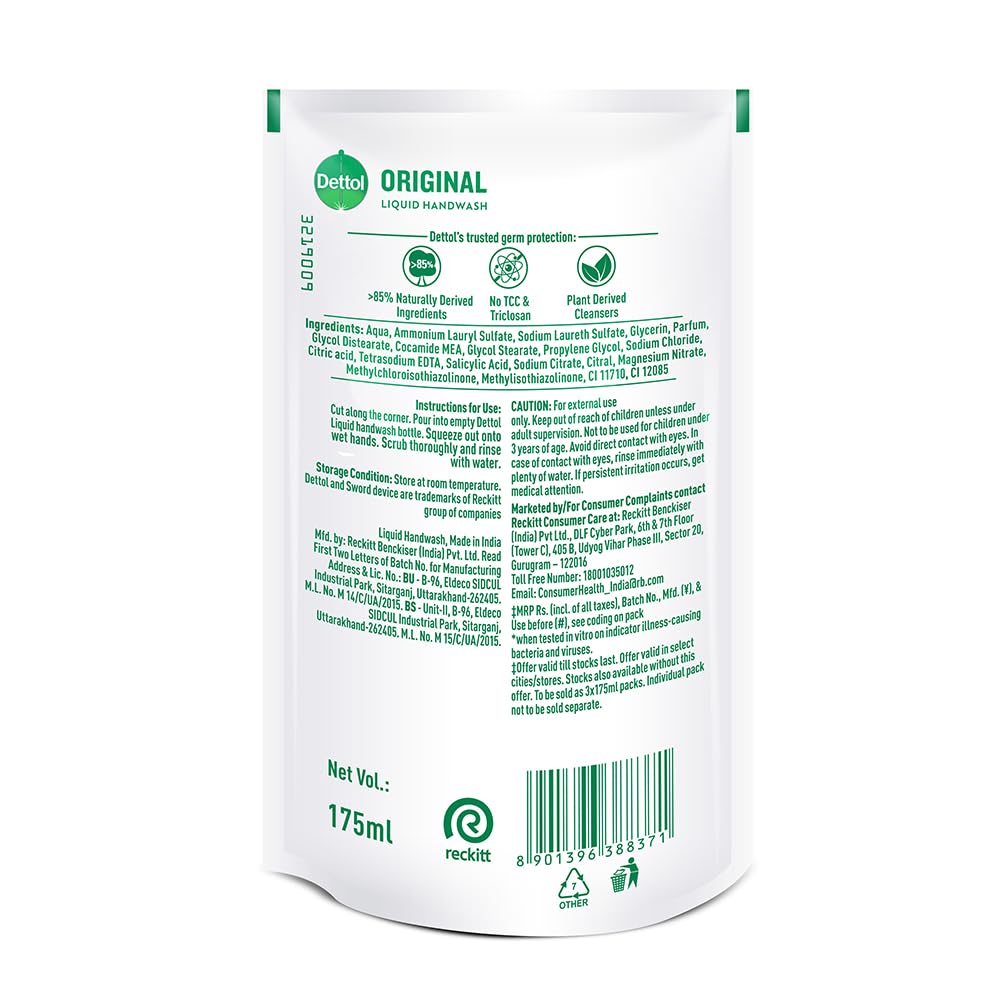 Dettol
ORIGINAL
LIQUID HANDWASH
3219009
Dettol's trusted germ protection:
>85%
>85% Naturally Derived
Ingredients
No TCC &
Triclosan
Plant Derived
Cleansers
Ingredients: Aqua, Ammonium Lauryl Sulfate, Sodium Laureth Sulfate, Glycerin, Parfum,
Glycol Distearate, Cocamide MEA, Glycol Stearate, Propylene Glycol, Sodium Chloride,
Citric acid, Tetrasodium EDTA, Salicylic Acid, Sodium Citrate, Citral, Magnesium Nitrate,
Methylchloroisothiazolinone, Methylisothiazolinone, CI 11710, CI 12085
Instructions for Use:
Cut along the corner. Pour into empty Dettol
Liquid handwash bottle. Squeeze out onto
wet hands. Scrub thoroughly and rinse
with water.
Storage Condition: Store at room temperature.
Dettol and Sword device are trademarks of Reckitt
group of companies
Liquid Handwash, Made in India
Mfd. by: Reckitt Benckiser (India) Pvt. Ltd. Read
First Two Letters of Batch No. for Manufacturing
Address & Lic. No.: BU - B-96, Eldeco SIDCUL
Industrial Park, Sitarganj, Uttarakhand-262405.
M.L. No. M 14/C/UA/2015. BS - Unit-II, B-96, Eldeco
SIDCUL Industrial Park, Sitarganj,
Uttarakhand-262405. M.L. No. M 15/C/UA/2015.
CAUTION: For external use
only. Keep out of reach of children unless under
adult supervision. Not to be used for children under
3 years of age. Avoid direct contact with eyes. In
case of contact with eyes, rinse immediately with
plenty of water. If persistent irritation occurs, get
medical attention.
Marketed by/For Consumer Complaints contact
Reckitt Consumer Care at: Reckitt Benckiser
(India) Pvt Ltd., DLF Cyber Park, 6th & 7th Floor
(Tower C), 405 B, Udyog Vihar Phase III, Sector 20,
Gurugram – 122016
Toll Free Number: 18001035012
Email: ConsumerHealth_India@rb.com
‡MRP Rs. (incl. of all taxes), Batch No., Mfd. (¥), &
Use before (#), see coding on pack
*when tested in vitro on indicator illness-causing
bacteria and viruses.
‡Offer valid till stocks last. Offer valid in select
cities/stores. Stocks also available without this
offer. To be sold as 3x175ml packs. Individual pack
not to be sold separate.
Net Vol.:
175ml
reckitt
8 901396 388371
7
OTHER